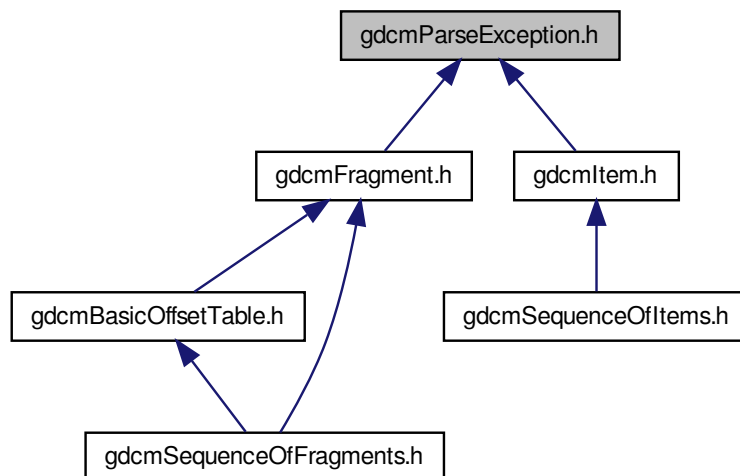 gdcmParseException.h
gdcmFragment.h
gdcmItem.h
gdcmBasicOffsetTable.h
gdcmSequenceOfItems.h
gdcmSequenceOfFragments.h